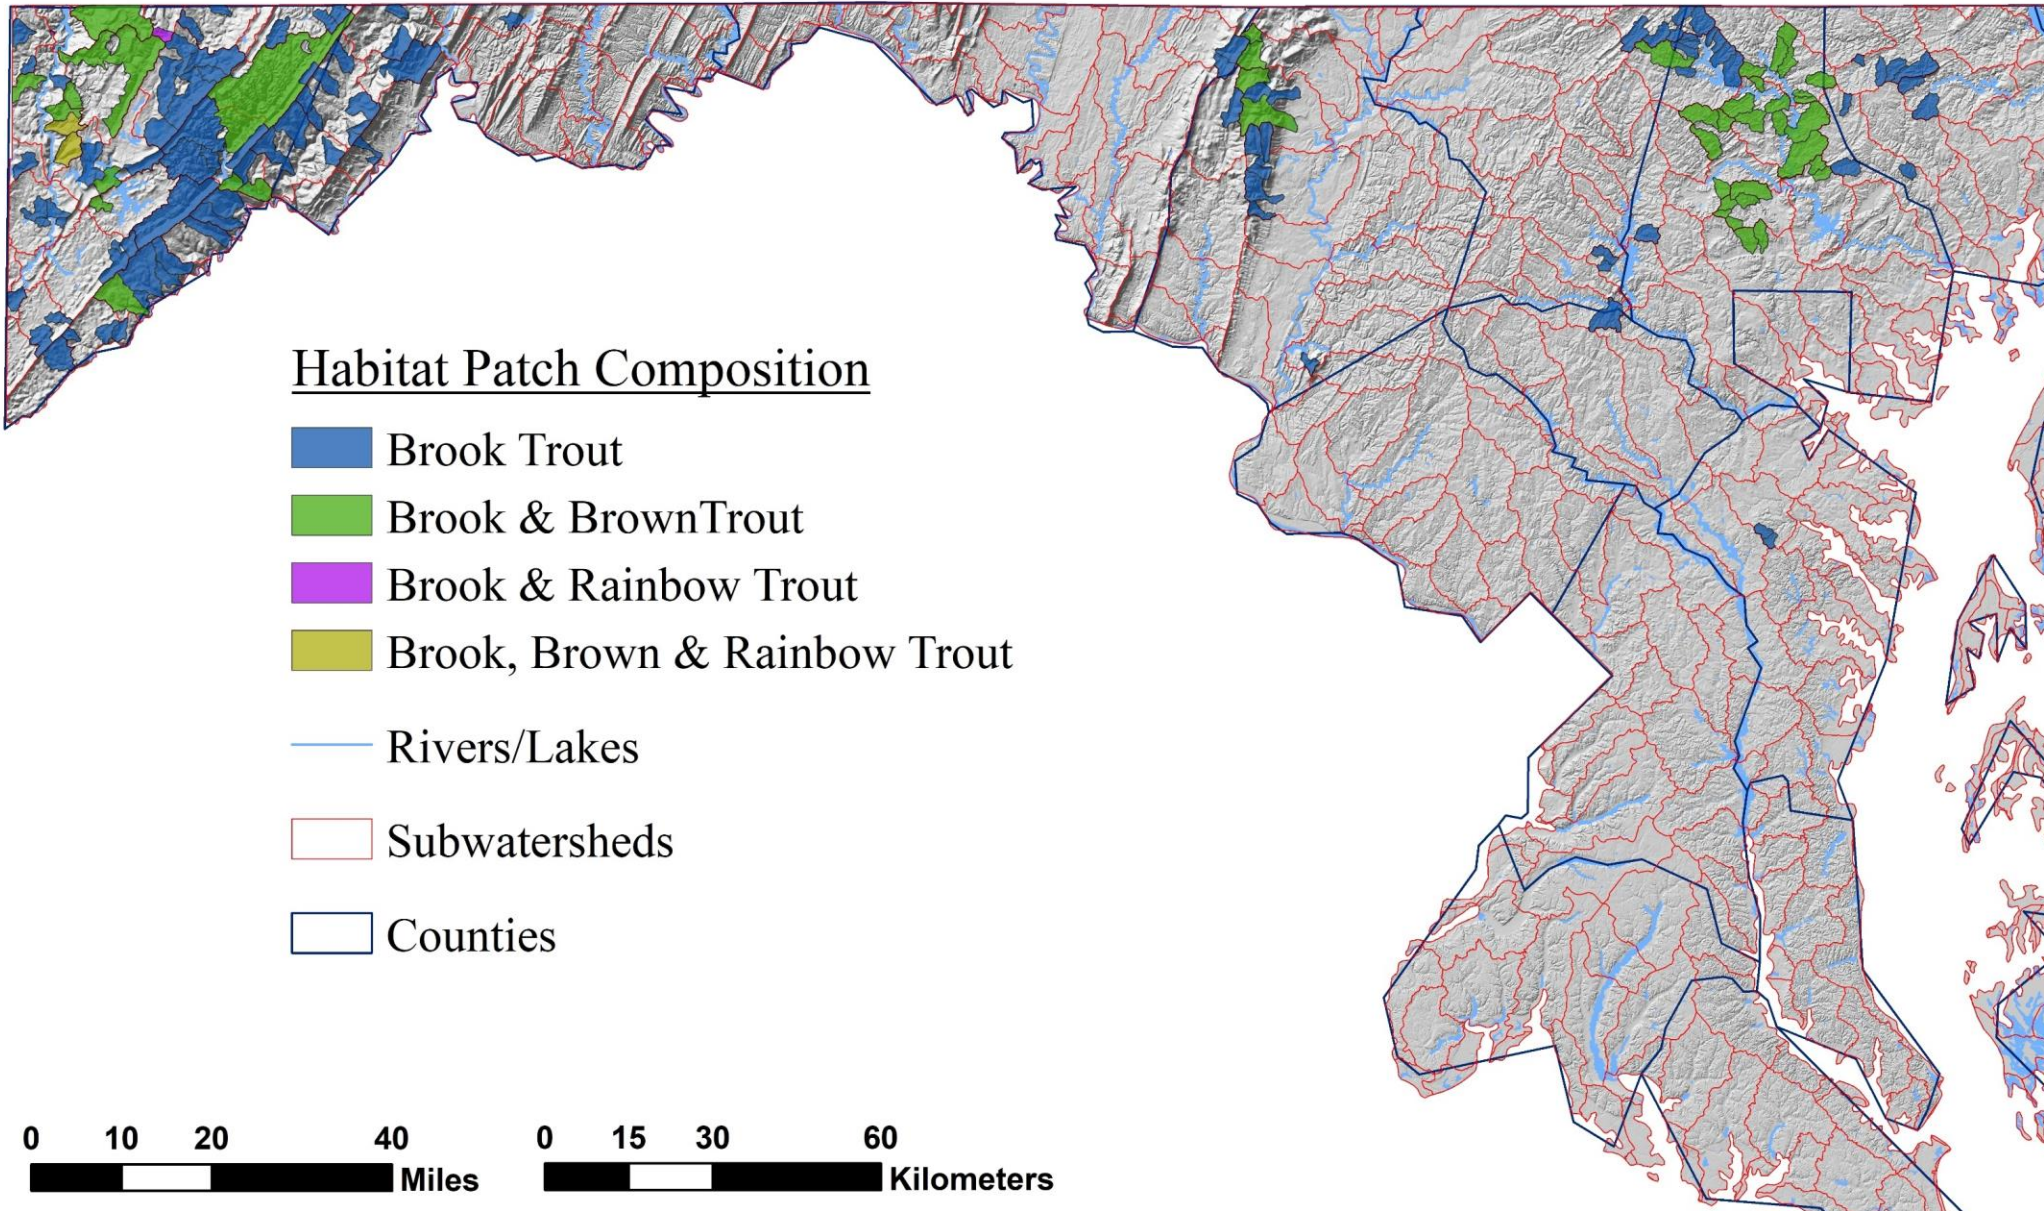 Habitat Patch Composition
Brook Trout
Brook & BrownTrout
Brook & Rainbow Trout
Brook, Brown & Rainbow Trout
Rivers/Lakes
Subwatersheds
Counties
0 10 20 40 Miles
0 15 30 60 Kilometers